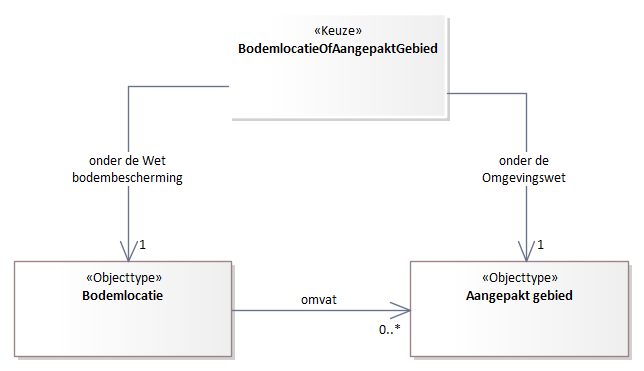 «Keuze»
BodemlocatieOfAangepaktGebied
onder de Wet
bodembescherming
onder de
Omgevingswet
1
1
«Objecttype»
Bodemlocatie
«Objecttype»
Aangepakt gebied
omvat
0..*